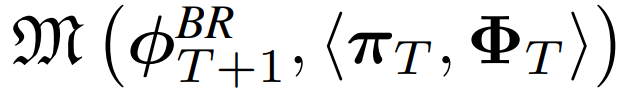 𝔐 (ϕ^{BR}_{T+1}, ⟨π_T, Φ_T⟩)